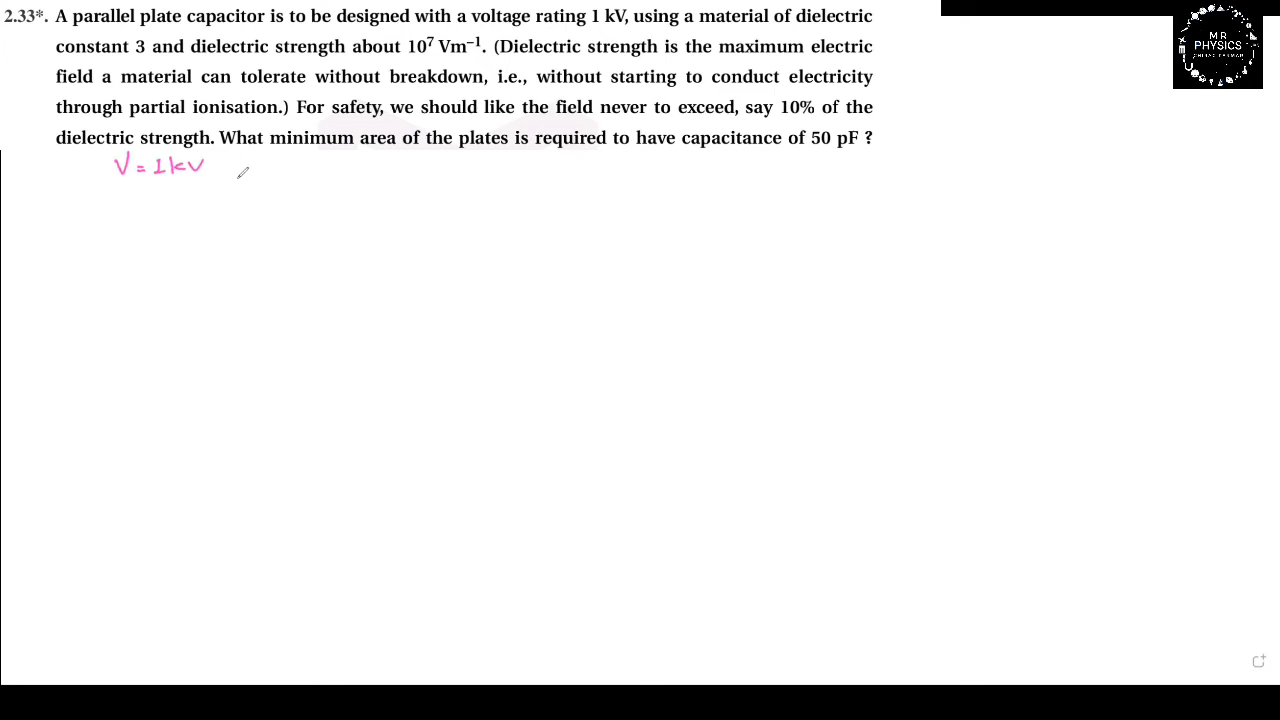 2.33*. A parallel plate capacitor is to be designed with a voltage rating 1 kV, using a material of dielectric
constant 3 and dielectric strength about 10⁷ Vm⁻¹. (Dielectric strength is the maximum electric
field a material can tolerate without breakdown, i.e., without starting to conduct electricity
through partial ionisation.) For safety, we should like the field never to exceed, say 10% of the
dielectric strength. What minimum area of the plates is required to have capacitance of 50 pF ?
V = 1 kV
MR
PHYSICS